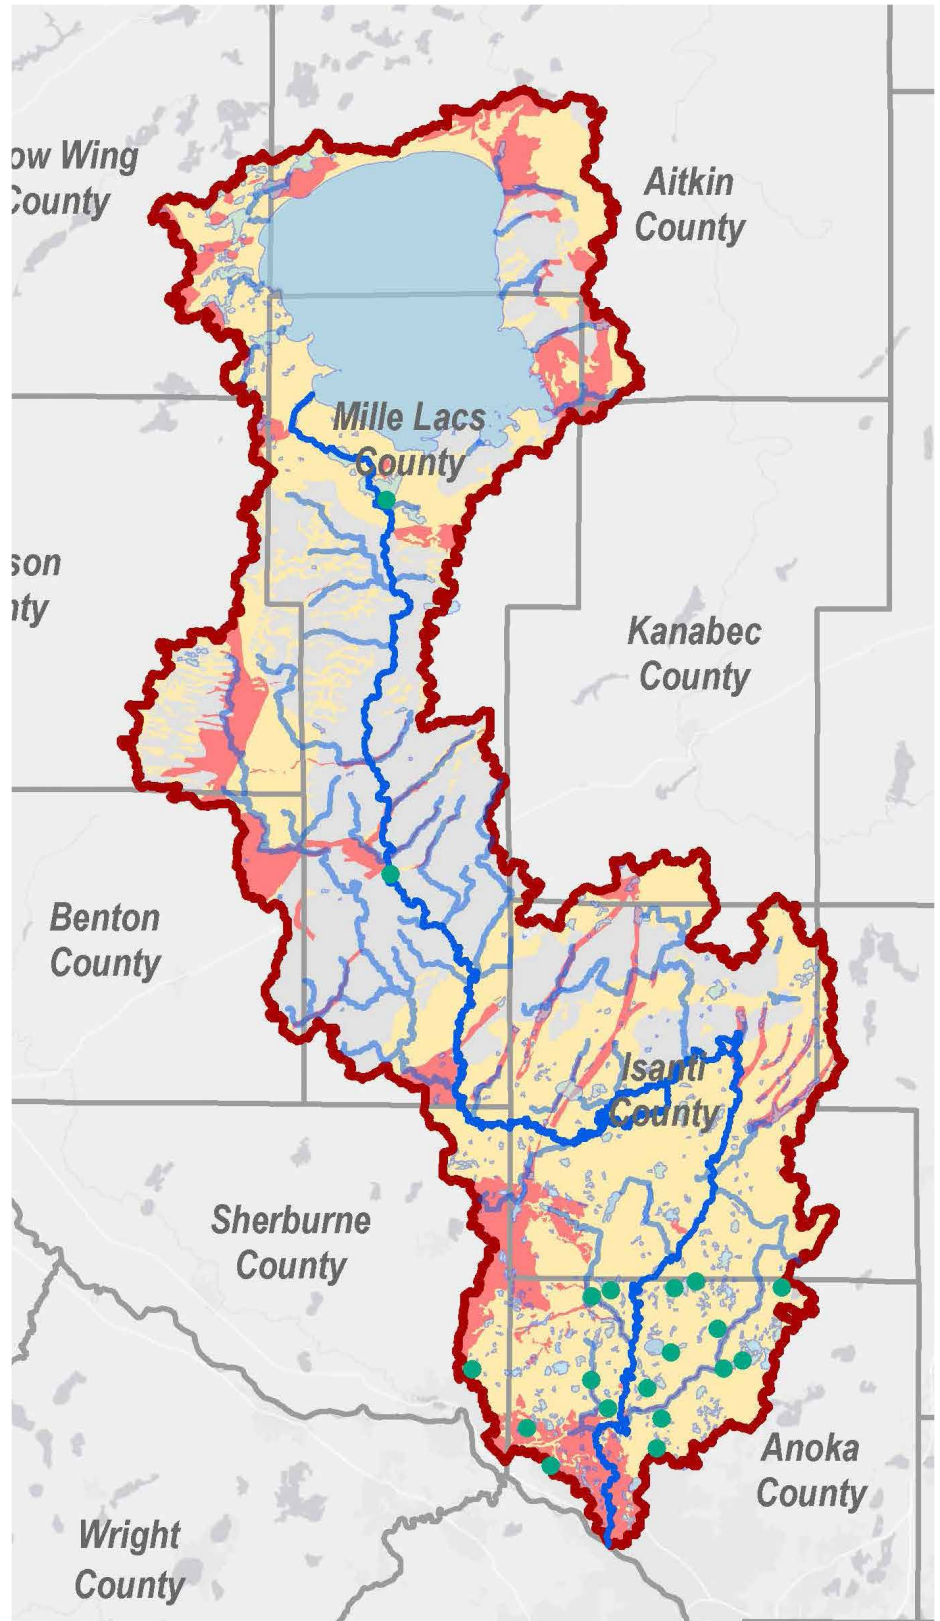 ow Wing
County
Aitkin
County
Mille Lacs
County
son
nty
Kanabec
County
Benton
County
Isanti
County
Sherburne
County
Anoka
County
Wright
County